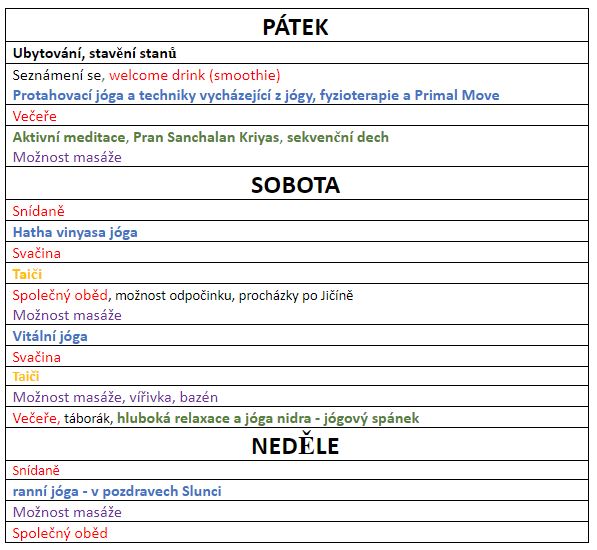 PÁTEK
Ubytování, stavění stanů
Seznámení se, welcome drink (smoothie)
Protahovací jóga a techniky vycházející z jógy, fyzioterapie a Primal Move
Večeře
Aktivní meditace, Pran Sanchalan Kriyas, sekvenční dech
Možnost masáže
SOBOTA
Snídaně
Hatha vinyasa jóga
Svačina
Taiči
Společný oběd, možnost odpočinku, procházky po Jičíně
Možnost masáže
Vitální jóga
Svačina
Taiči
Možnost masáže, vířivka, bazén
Večeře, táborák, hluboká relaxace a jóga nidra - jógový spánek
NEDĚLE
Snídaně
ranní jóga - v pozdravech Slunci
Možnost masáže
Společný oběd